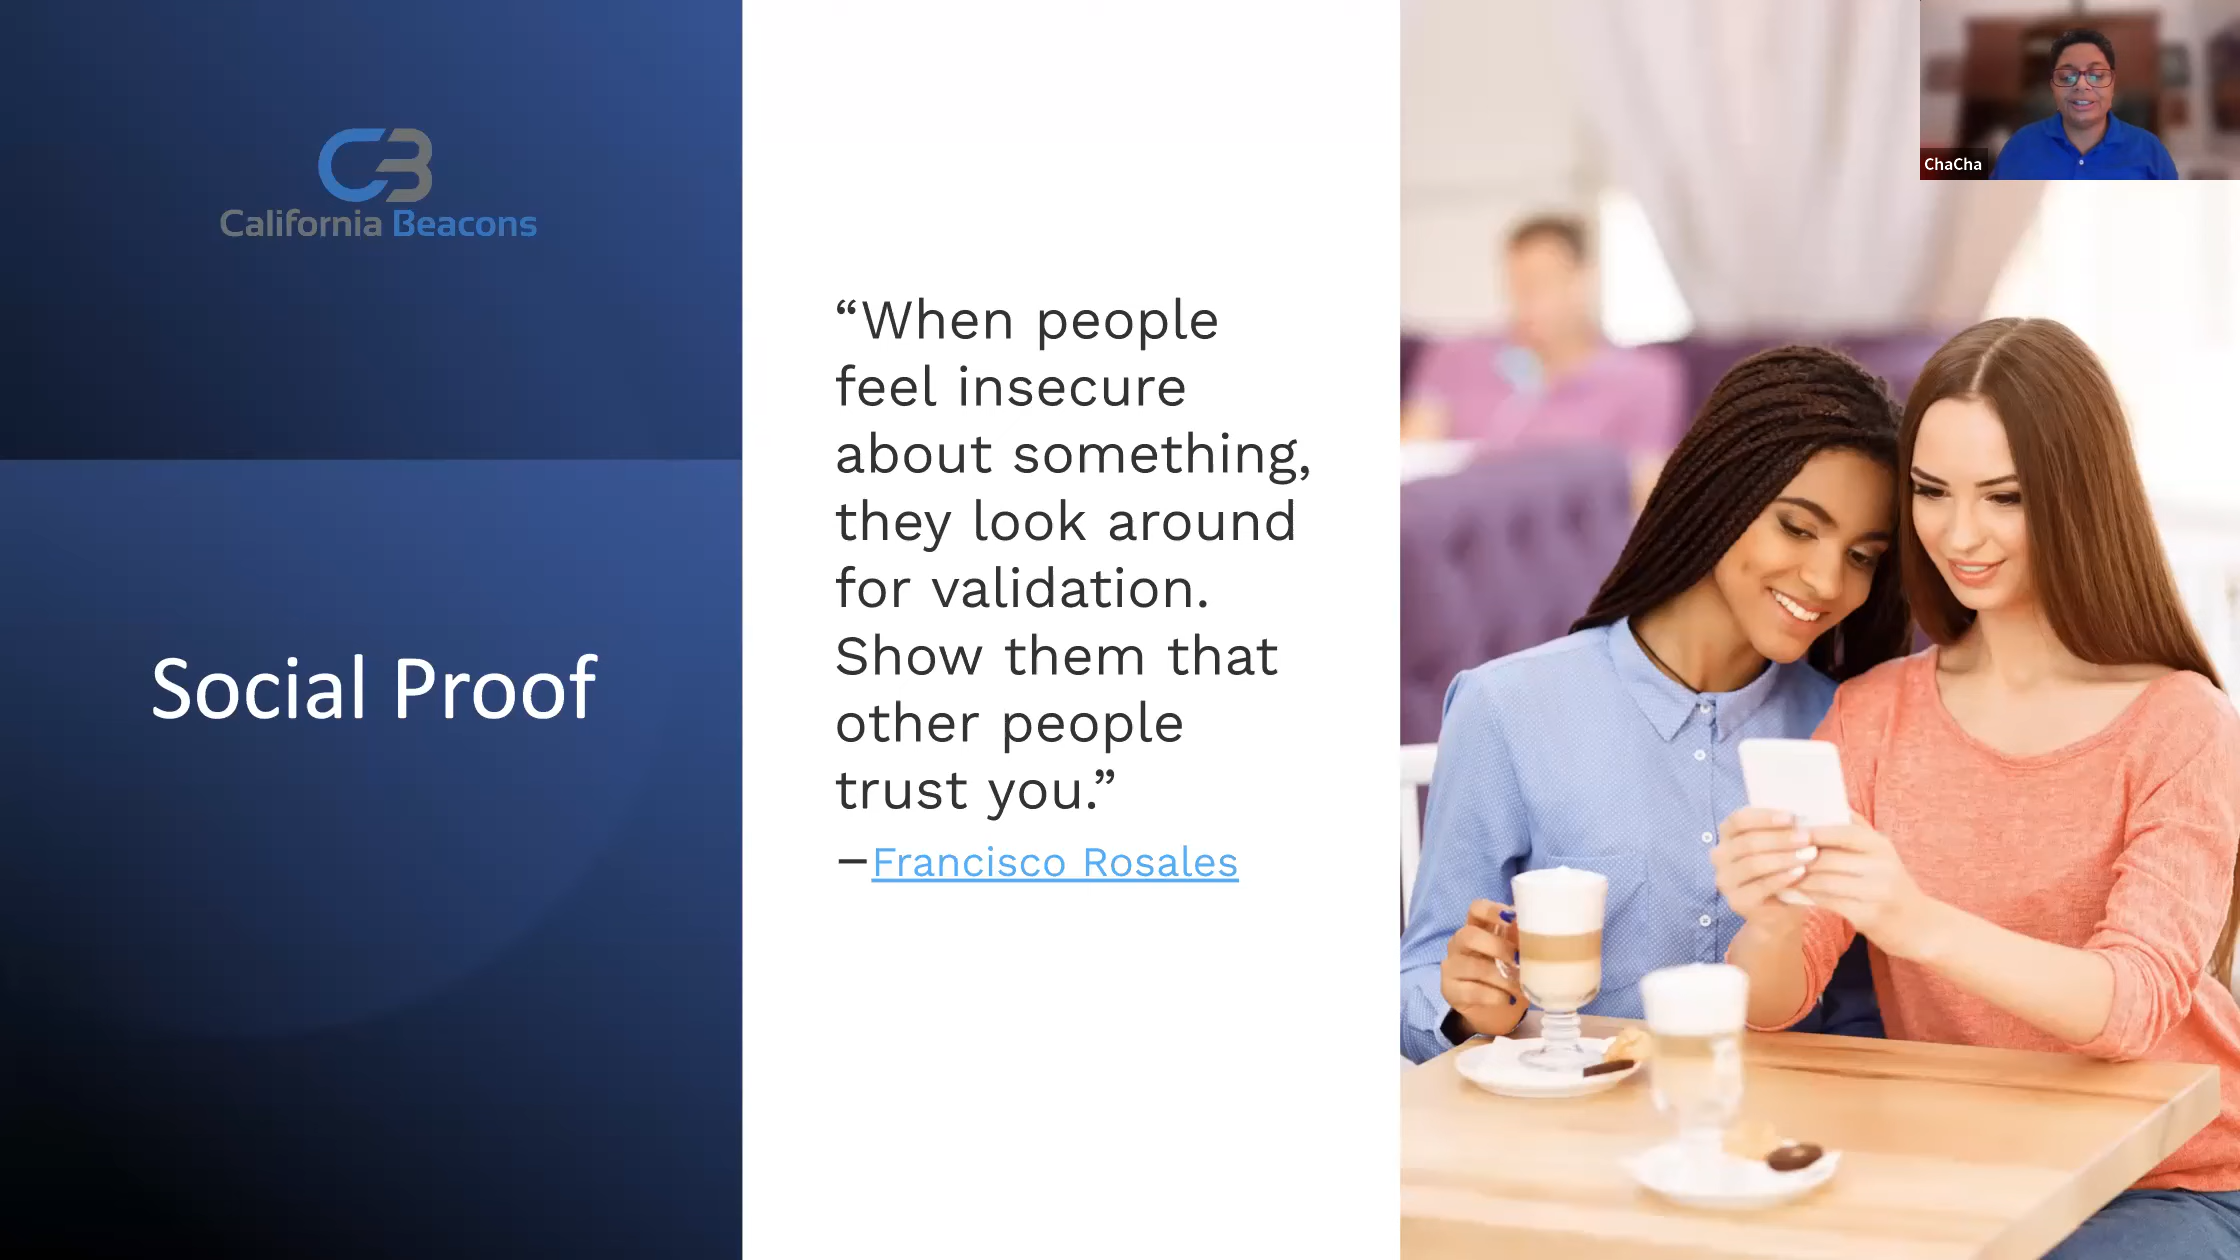 CB
California Beacons
Social Proof
“When people
feel insecure
about something,
they look around
for validation.
Show them that
other people
trust you.”
—Francisco Rosales
ChaCha